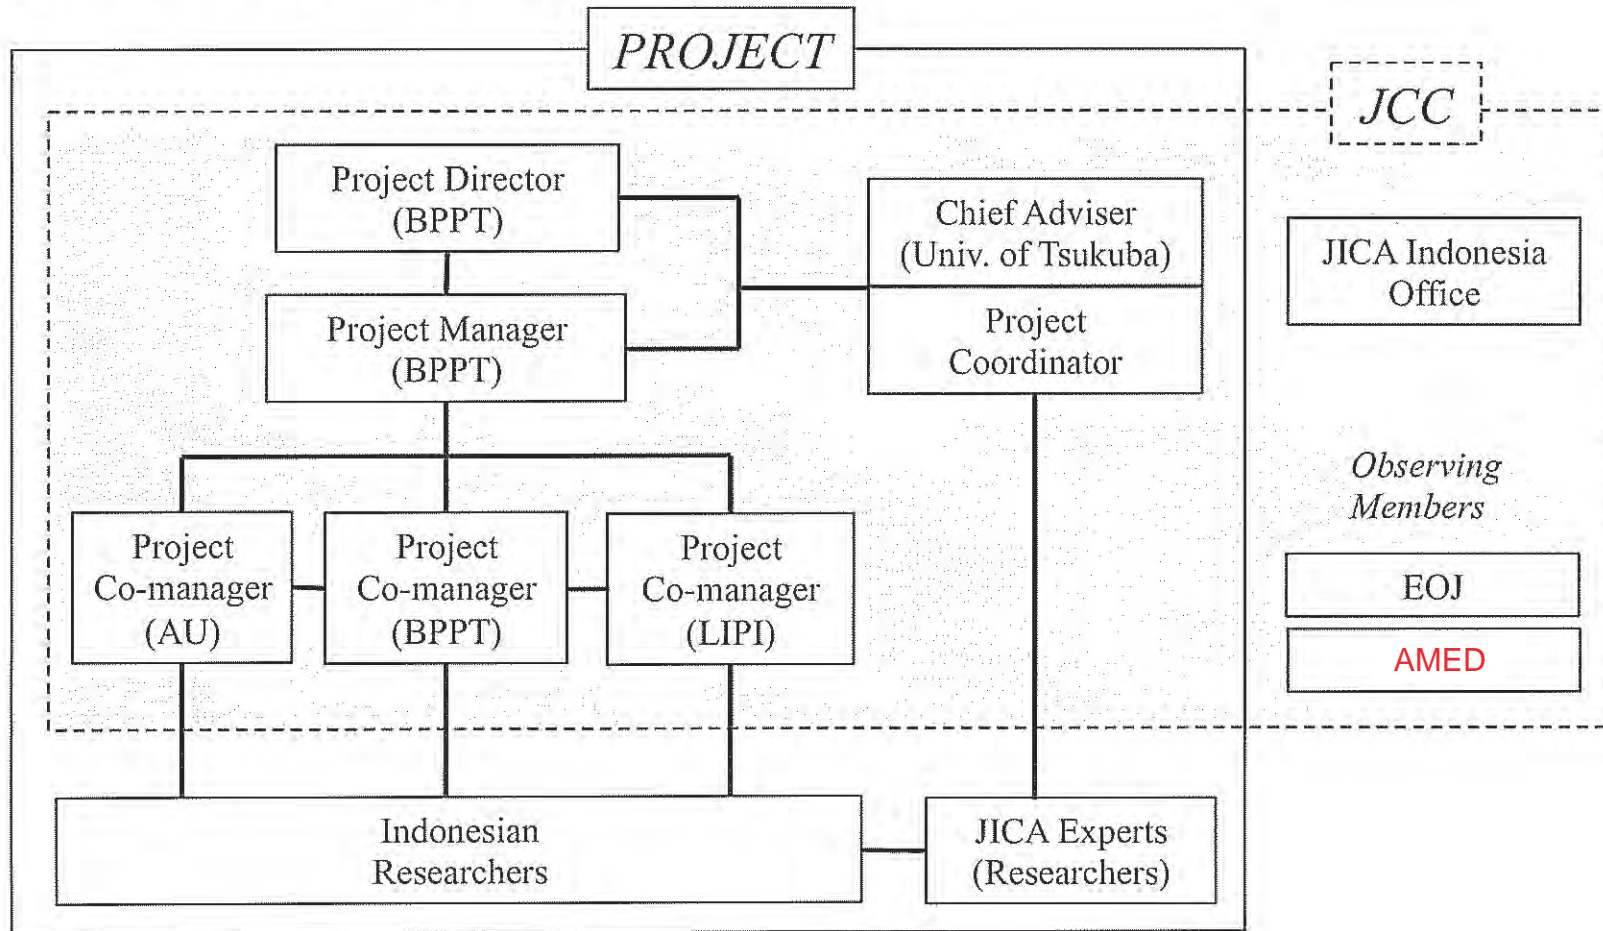 PROJECT
JCC
Project Director
(BPPT)
Chief Adviser
(Univ. of Tsukuba)
JICA Indonesia
Office
Project Manager
(BPPT)
Project
Coordinator
Observing
Members
Project
Co-manager
(AU)
Project
Co-manager
(BPPT)
Project
Co-manager
(LIPI)
EOJ
AMED
Indonesian
Researchers
JICA Experts
(Researchers)